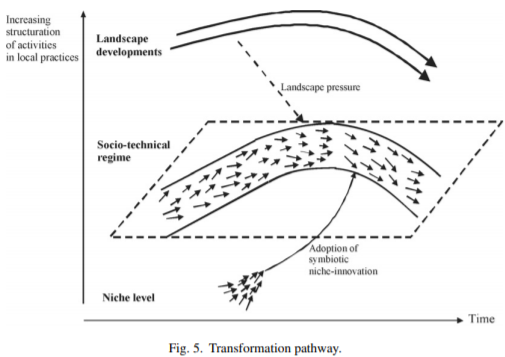 Increasing
structuration
of activities
in local practices
Landscape
developments
Landscape pressure
Socio-technical
regime
Adoption of
symbiotic
niche-innovation
Niche level
Time
Fig. 5. Transformation pathway.